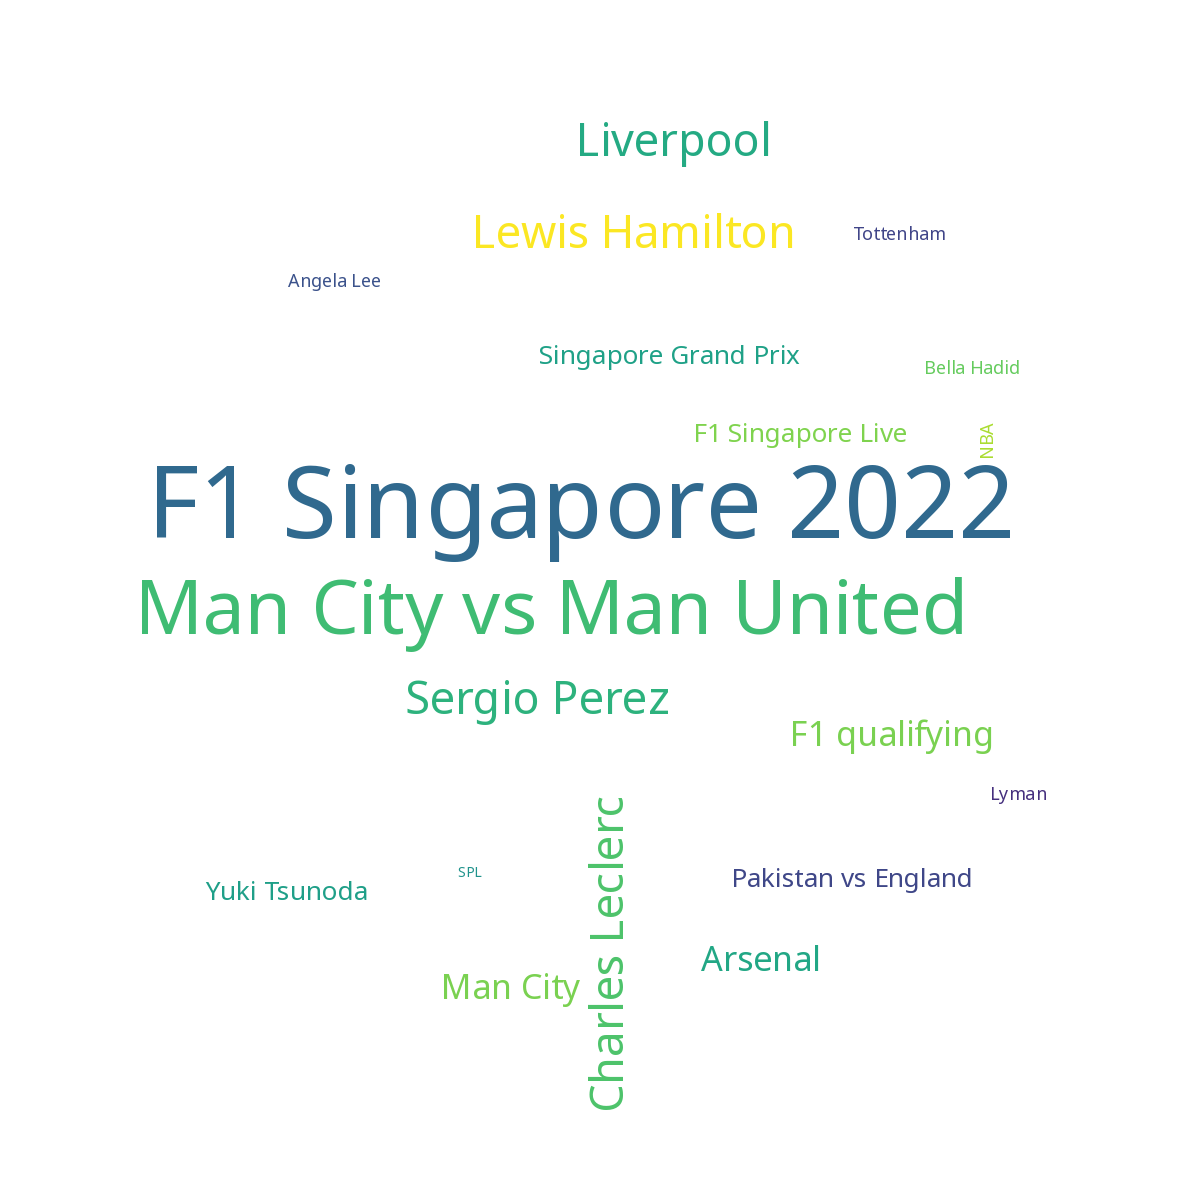 Liverpool
Lewis Hamilton
Tottenham
Angela Lee
Singapore Grand Prix
Bella Hadid
F1 Singapore Live
NBA
F1 Singapore 2022
Man City vs Man United
Sergio Perez
F1 qualifying
Lyman
Charles Leclerc
SPL
Pakistan vs England
Yuki Tsunoda
Arsenal
Man City